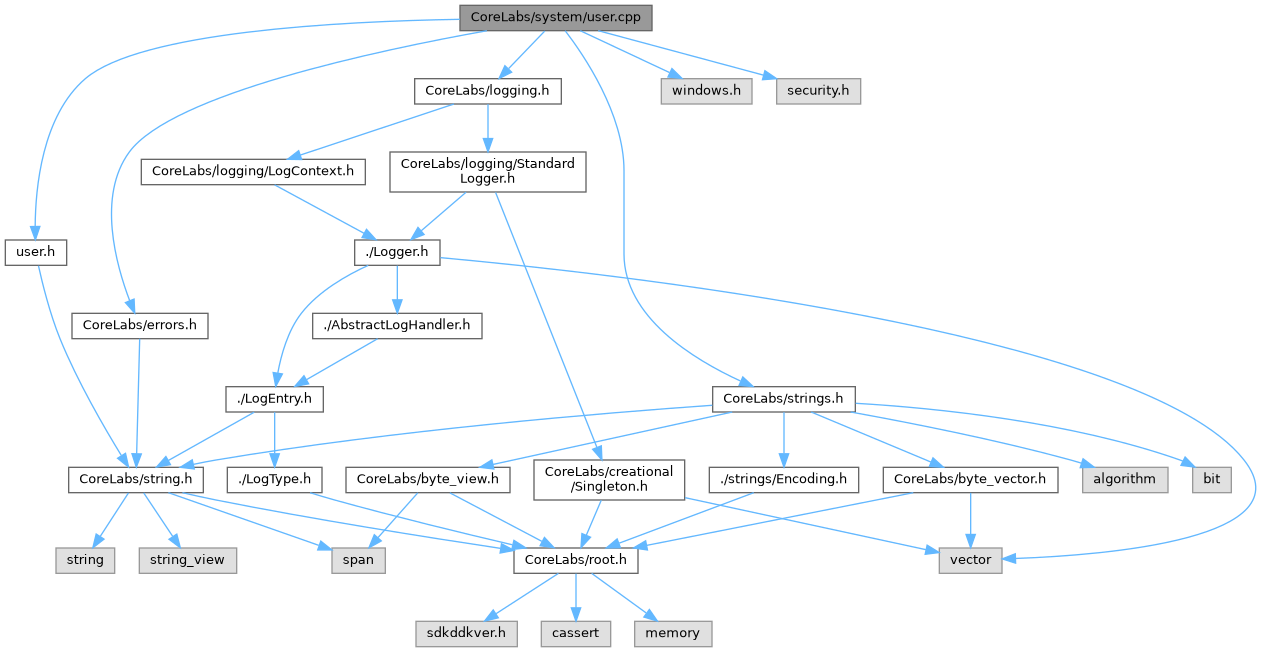 CoreLabs/system/user.cpp
CoreLabs/logging.h
windows.h
security.h
CoreLabs/logging/LogContext.h
CoreLabs/logging/Standard
Logger.h
user.h
./Logger.h
CoreLabs/errors.h
./AbstractLogHandler.h
./LogEntry.h
CoreLabs/strings.h
CoreLabs/string.h
./LogType.h
CoreLabs/byte_view.h
CoreLabs/creational
/Singleton.h
./strings/Encoding.h
CoreLabs/byte_vector.h
algorithm
bit
string
string_view
span
CoreLabs/root.h
vector
sdkddkver.h
cassert
memory